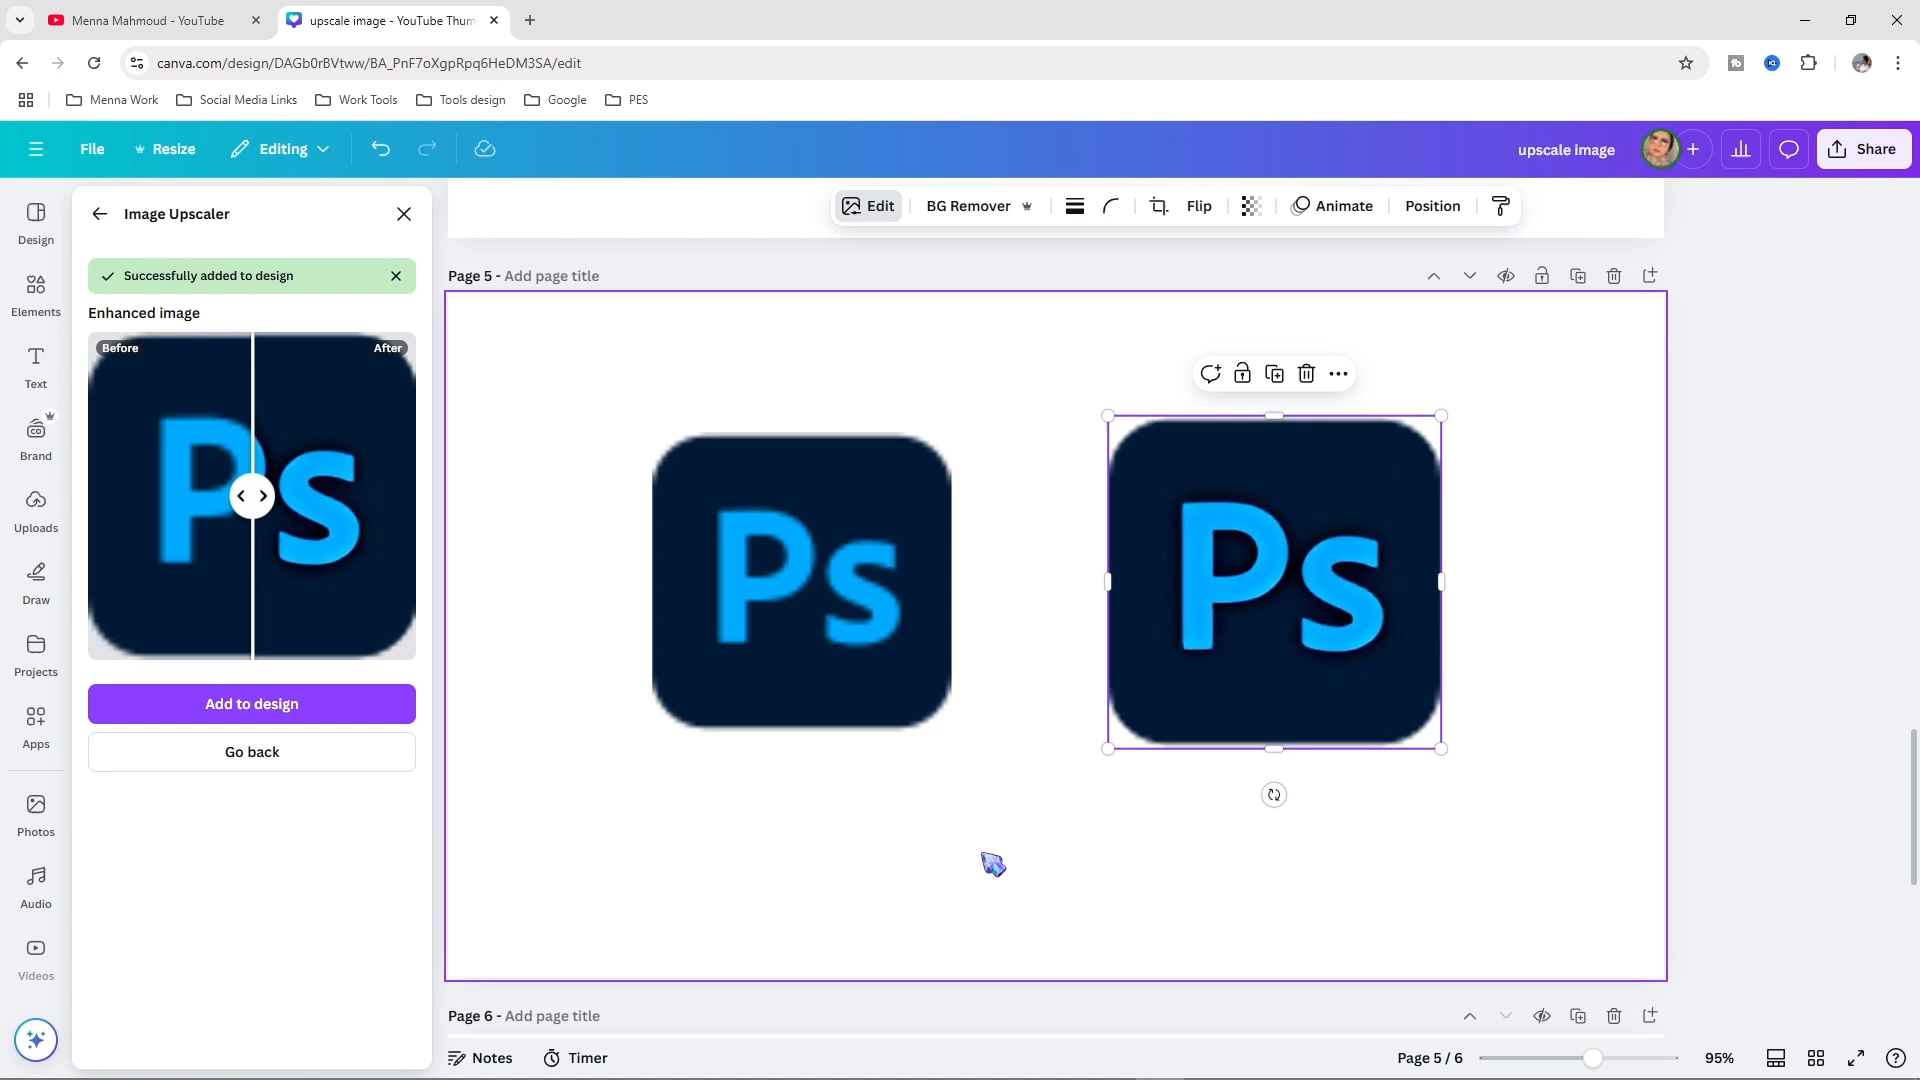 Menna Mahmoud - YouTube
upscale image - YouTube Thum
canva.com/design/DAGb0rBVtww/BA_PnF7oXgpRpq6HeDM3SA/edit
Menna Work
Social Media Links
Work Tools
Tools design
Google
PES
File
Resize
Editing
upscale image
Share
Design
Elements
Text
Brand
Uploads
Draw
Projects
Apps
Photos
Audio
Videos
Image Upscaler
Successfully added to design
Enhanced image
Before
After
Ps
Add to design
Go back
Edit
BG Remover
Flip
Animate
Position
Page 5 - Add page title
Ps
Ps
Page 6 - Add page title
Notes
Timer
Page 5 / 6
95%